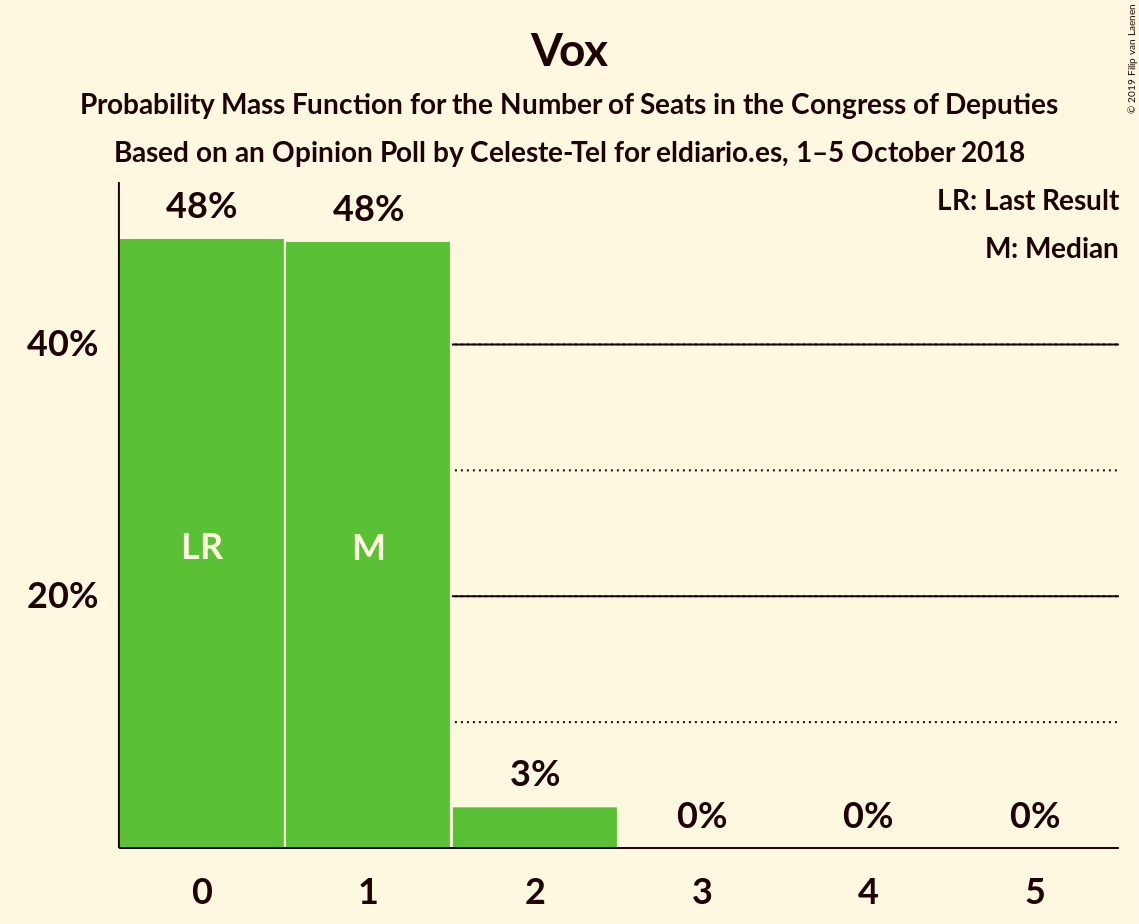 Vox
Probability Mass Function for the Number of Seats in the Congress of Deputies
Based on an Opinion Poll by Celeste-Tel for eldiario.es, 1–5 October 2018
© 2019 Filip van Laenen
LR: Last Result
M: Median
48%
48%
40%
LR
M
20%
3%
0%
0%
0%
0
1
2
3
4
5